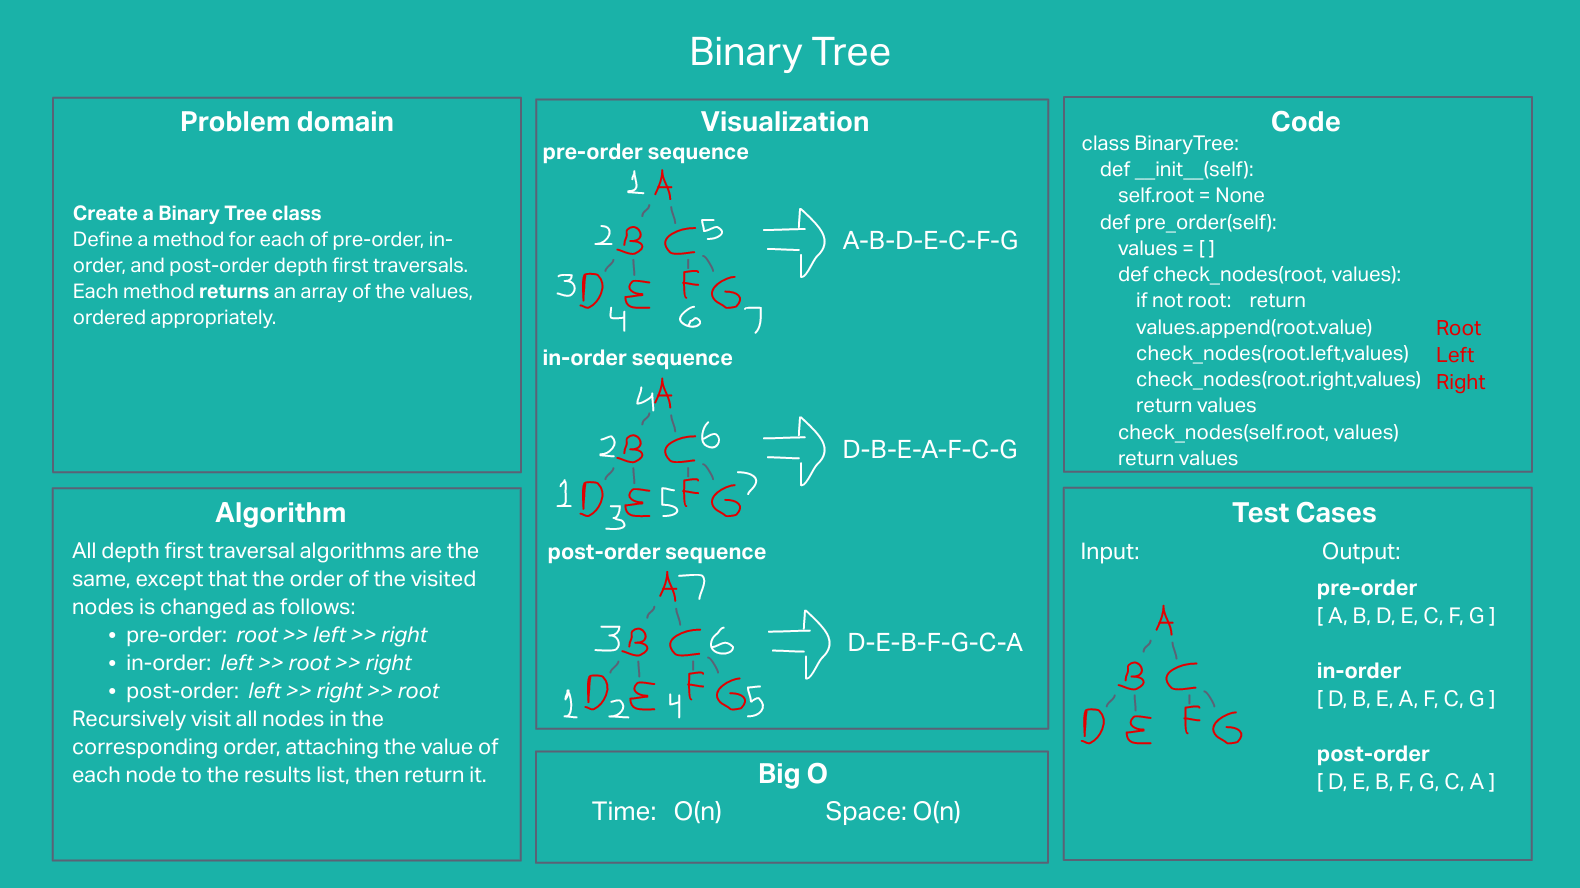 Binary Tree
Problem domain
Create a Binary Tree class
Define a method for each of pre-order, in-
order, and post-order depth first traversals.
Each method returns an array of the values,
ordered appropriately.
Algorithm
All depth first traversal algorithms are the
same, except that the order of the visited
nodes is changed as follows:
• pre-order: root >> left >> right
• in-order: left >> root >> right
• post-order: left >> right >> root
Recursively visit all nodes in the
corresponding order, attaching the value of
each node to the results list, then return it.
Visualization
pre-order sequence
1 A
2 B C 5
A-B-D-E-C-F-G
3 D E F G
4 6 7
in-order sequence
4 A
2 B C 6
D-B-E-A-F-C-G
1 D E 5 F G 7
3
post-order sequence
A 7
3 B C 6
D-E-B-F-G-C-A
D E F G
1 2 4 5
Big O
Time: O(n) Space: O(n)
Code
class BinaryTree:
def __init__(self):
self.root = None
def pre_order(self):
values = [ ]
def check_nodes(root, values):
if not root: return
values.append(root.value) Root
check_nodes(root.left,values) Left
check_nodes(root.right,values) Right
return values
check_nodes(self.root, values)
return values
Test Cases
Input: Output:
A
B C
D E F G
pre-order
[ A, B, D, E, C, F, G ]
in-order
[ D, B, E, A, F, C, G ]
post-order
[ D, E, B, F, G, C, A ]